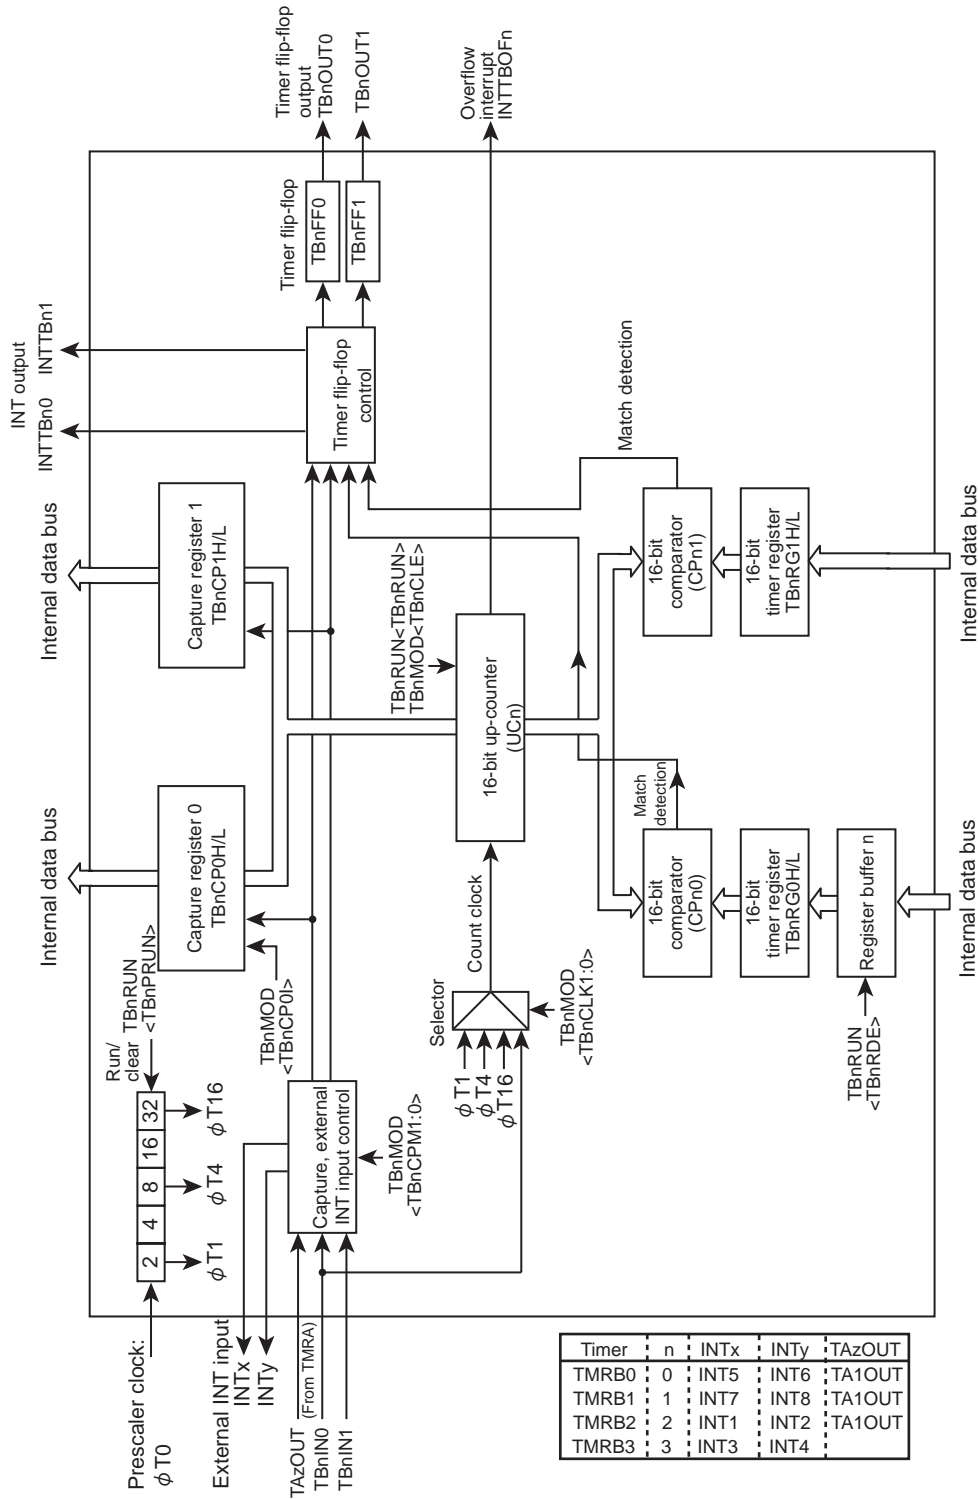 Prescaler clock:
φT0
2
4
8
16
32
φT1
φT4
φT16
Run/
clear
TBnRUN
<TBnPRUN>
External INT input
INTx
INTy
TAzOUT
(From TMRA)
TBnIN0
TBnIN1
Capture, external
INT input control
TBnMOD
<TBnCPM1:0>
TBnMOD
<TBnCP0I>
Internal data bus
Capture register 0
TBnCP0H/L
Internal data bus
Capture register 1
TBnCP1H/L
INT output
INTTBn0
INTTBn1
Timer flip-flop
control
Timer flip-flop
TBnFF0
TBnFF1
Timer flip-flop
output
TBnOUT0
TBnOUT1
Overflow
interrupt
INTTBOFn
Selector
φT1
φT4
φT16
TBnMOD
<TBnCLK1:0>
Count clock
16-bit up-counter
(UCn)
TBnRUN<TBnRUN>
TBnMOD<TBnCLE>
Match
detection
Match detection
16-bit
comparator
(CPn0)
16-bit
comparator
(CPn1)
16-bit
timer register
TBnRG0H/L
16-bit
timer register
TBnRG1H/L
Register buffer n
TBnRUN
<TBnRDE>
Internal data bus
Internal data bus
Timer n INTx INTy TAzOUT
TMRB0 0 INT5 INT6 TA1OUT
TMRB1 1 INT7 INT8 TA1OUT
TMRB2 2 INT1 INT2 TA1OUT
TMRB3 3 INT3 INT4